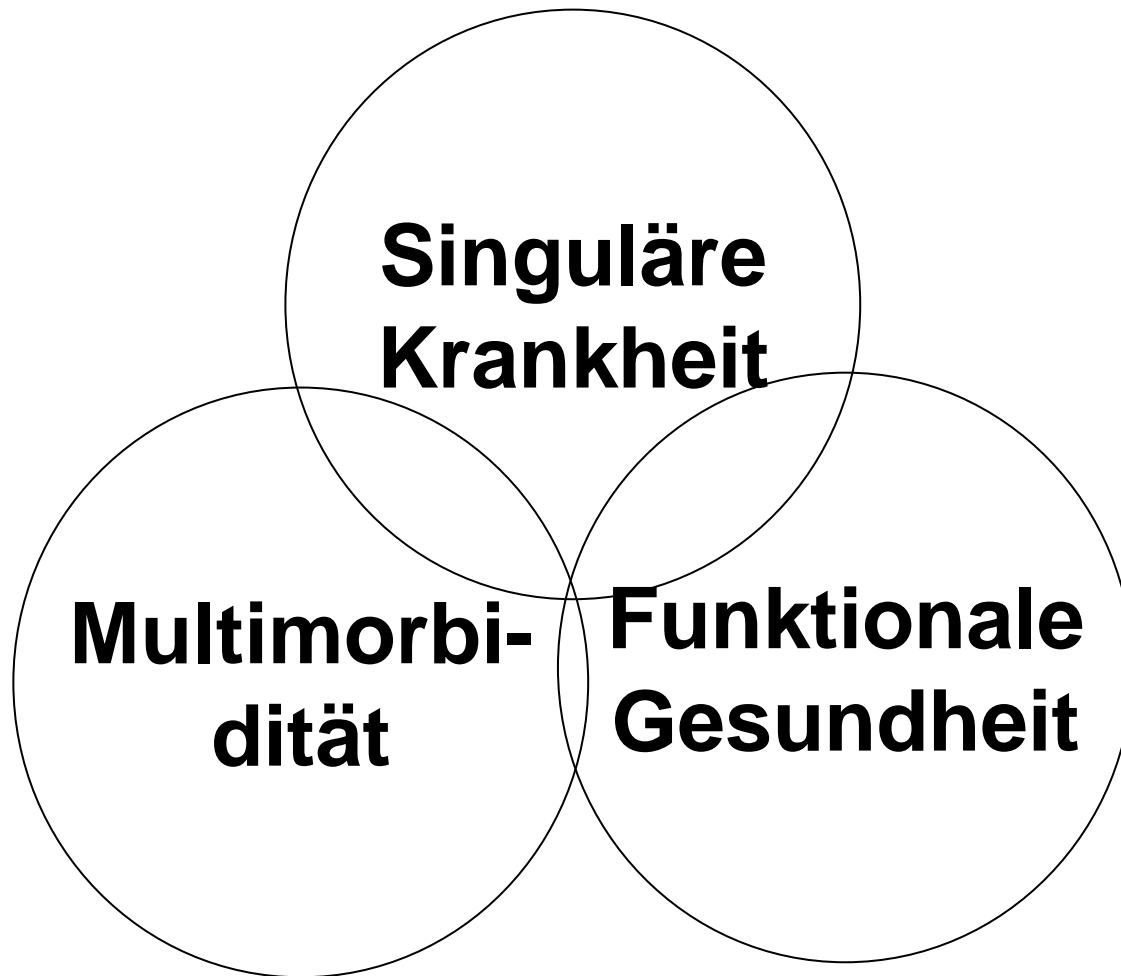 Singuläre
Krankheit
Multimorbi-
dität
Funktionale
Gesundheit